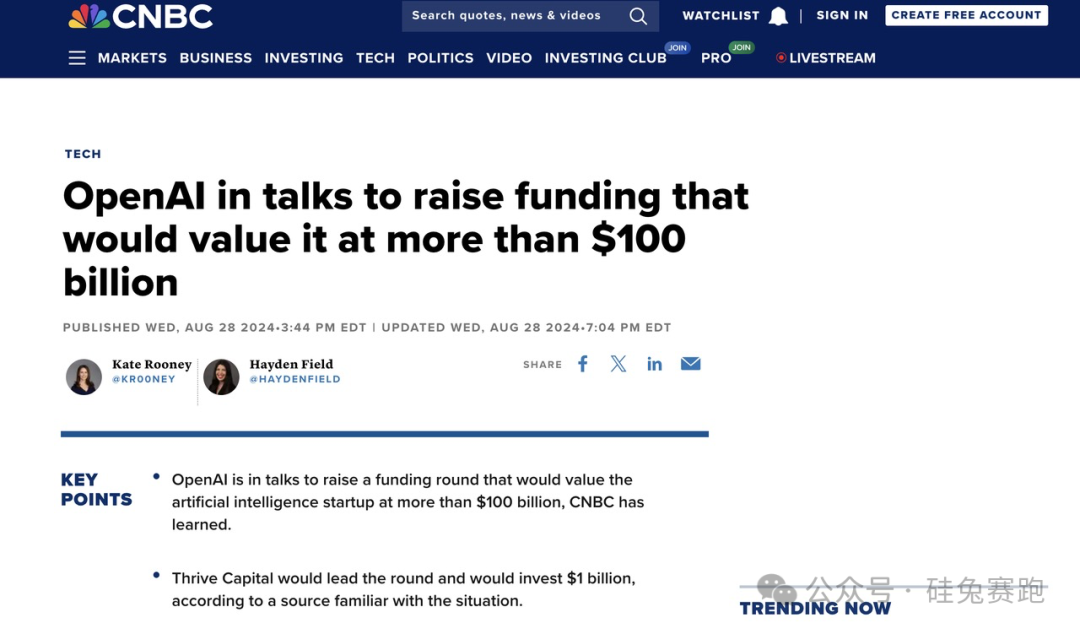 CNBC
Search quotes, news & videos
WATCHLIST
SIGN IN
CREATE FREE ACCOUNT
MARKETS BUSINESS INVESTING TECH POLITICS VIDEO INVESTING CLUB JOIN PRO JOIN LIVESTREAM
TECH
OpenAI in talks to raise funding that
would value it at more than $100
billion
PUBLISHED WED, AUG 28 2024•3:44 PM EDT | UPDATED WED, AUG 28 2024•7:04 PM EDT
Kate Rooney
@KR00NEY
Hayden Field
@HAYDENFIELD
SHARE
KEY
POINTS
• OpenAI is in talks to raise a funding round that would value the
artificial intelligence startup at more than $100 billion, CNBC has
learned.
• Thrive Capital would lead the round and would invest $1 billion,
according to a source familiar with the situation.
公众号 · 硅兔赛跑
TRENDING NOW